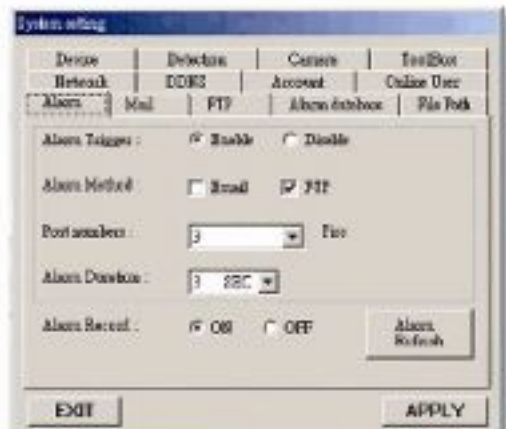 System setting
Device Detection Camera ToolBox
Network DDNS Account Online User
Alarm Mail FTP Alarm database File Path
Alarm Trigger : Enable Disable
Alarm Method : Email FTP
Post numbers : 3
Alarm Duration : 3 SEC
Alarm Record : ON OFF
Alarm Refresh
EXIT APPLY